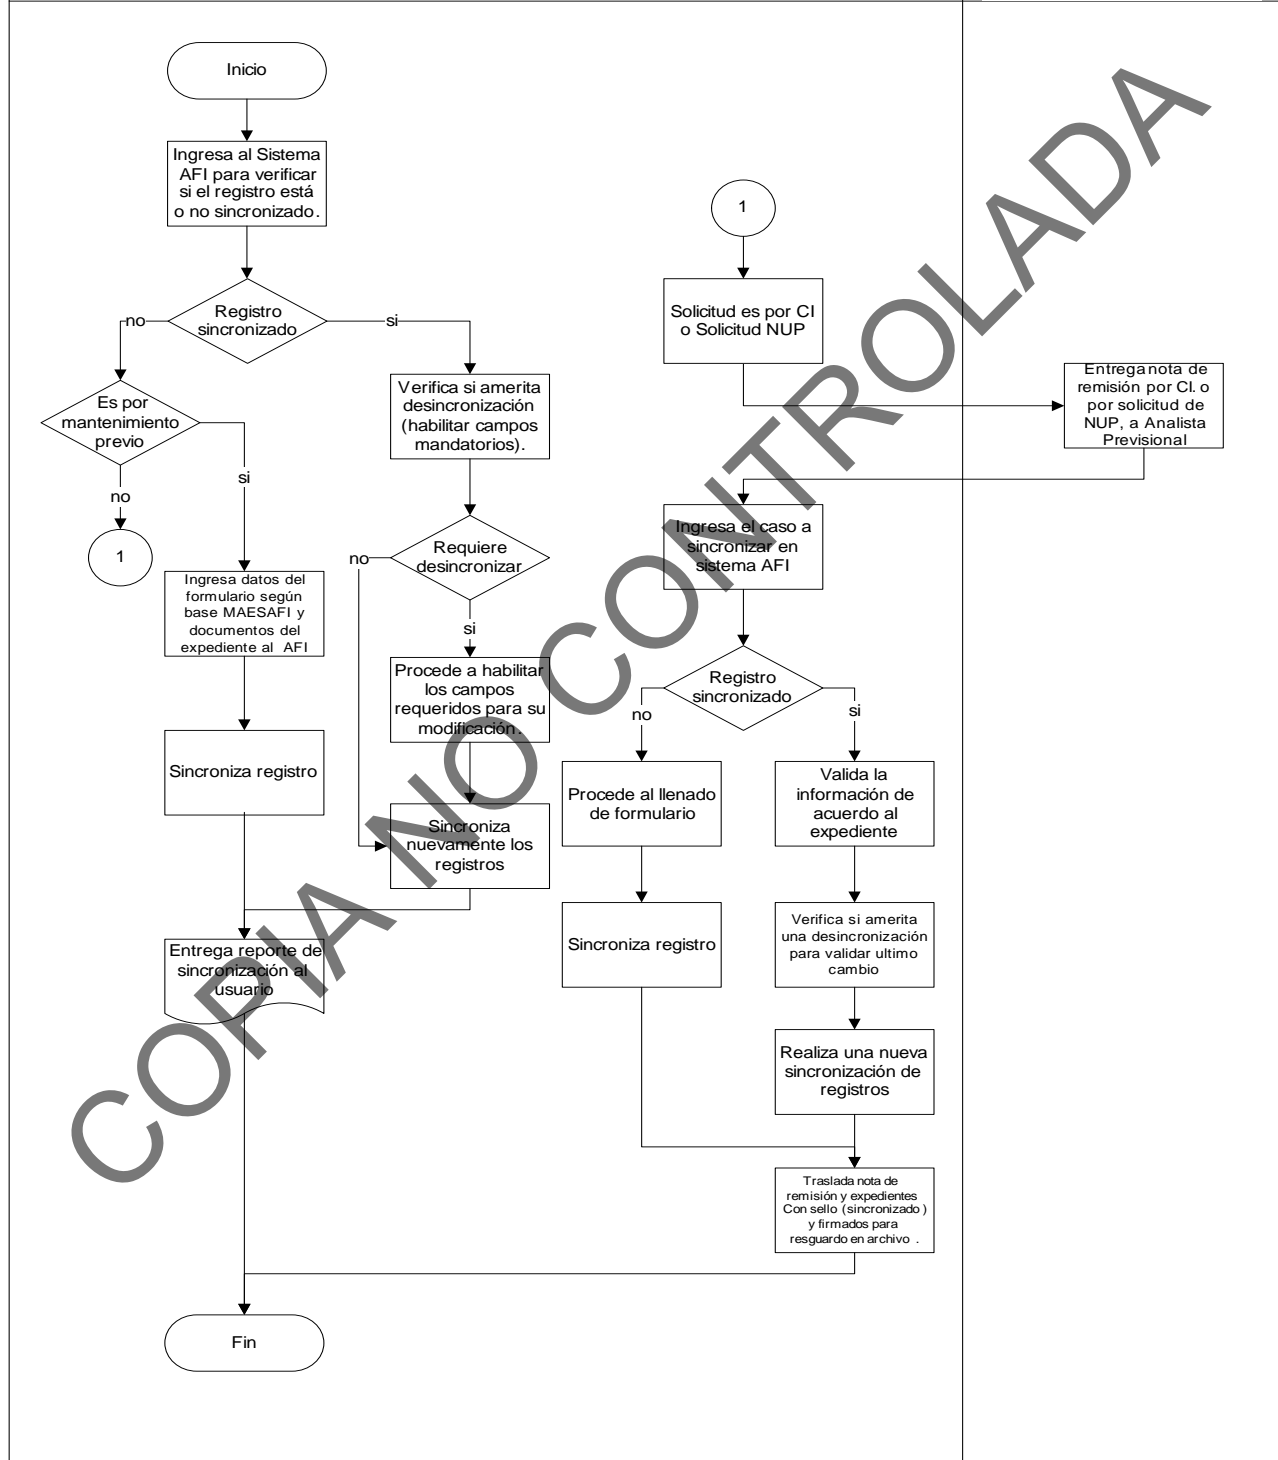 Inicio
Ingresa al Sistema
AFI para verificar
si el registro está
o no sincronizado.
Registro
sincronizado
no
si
Es por
mantenimiento
previo
no
si
1
Ingresa datos del
formulario según
base MAESAFI y
documentos del
expediente al AFI
Sincroniza registro
Verifica si amerita
desincronización
(habilitar campos
mandatorios).
Requiere
desincronizar
no
si
Procede a habilitar
los campos
requeridos para su
modificación.
Sincroniza
nuevamente los
registros
Entrega reporte de
sincronización al
usuario
1
Solicitud es por CI
o Solicitud NUP
Entrega nota de
remisión por CI. o
por solicitud de
NUP, a Analista
Previsional
Ingresa el caso a
sincronizar en
sistema AFI
Registro
sincronizado
no
si
Procede al llenado
de formulario
Sincroniza registro
Valida la
información de
acuerdo al
expediente
Verifica si amerita
una desincronización
para validar ultimo
cambio
Realiza una nueva
sincronización de
registros
Traslada nota de
remisión y expedientes
Con sello (sincronizado)
y firmados para
resguardo en archivo .
Fin
COPIA NO CONTROLADA